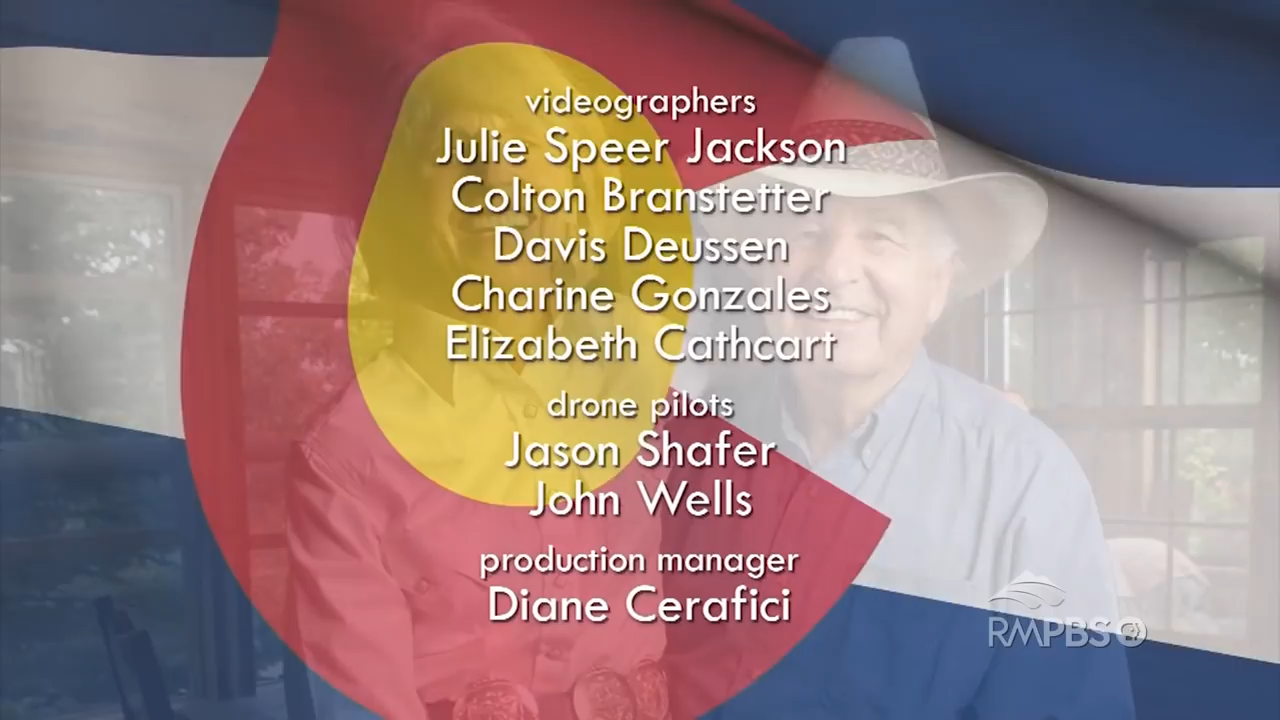 videographers
Julie Speer Jackson
Colton Branstetter
Davis Deussen
Charine Gonzales
Elizabeth Cathcart
drone pilots
Jason Shafer
John Wells
production manager
Diane Cerafici
RMPBS